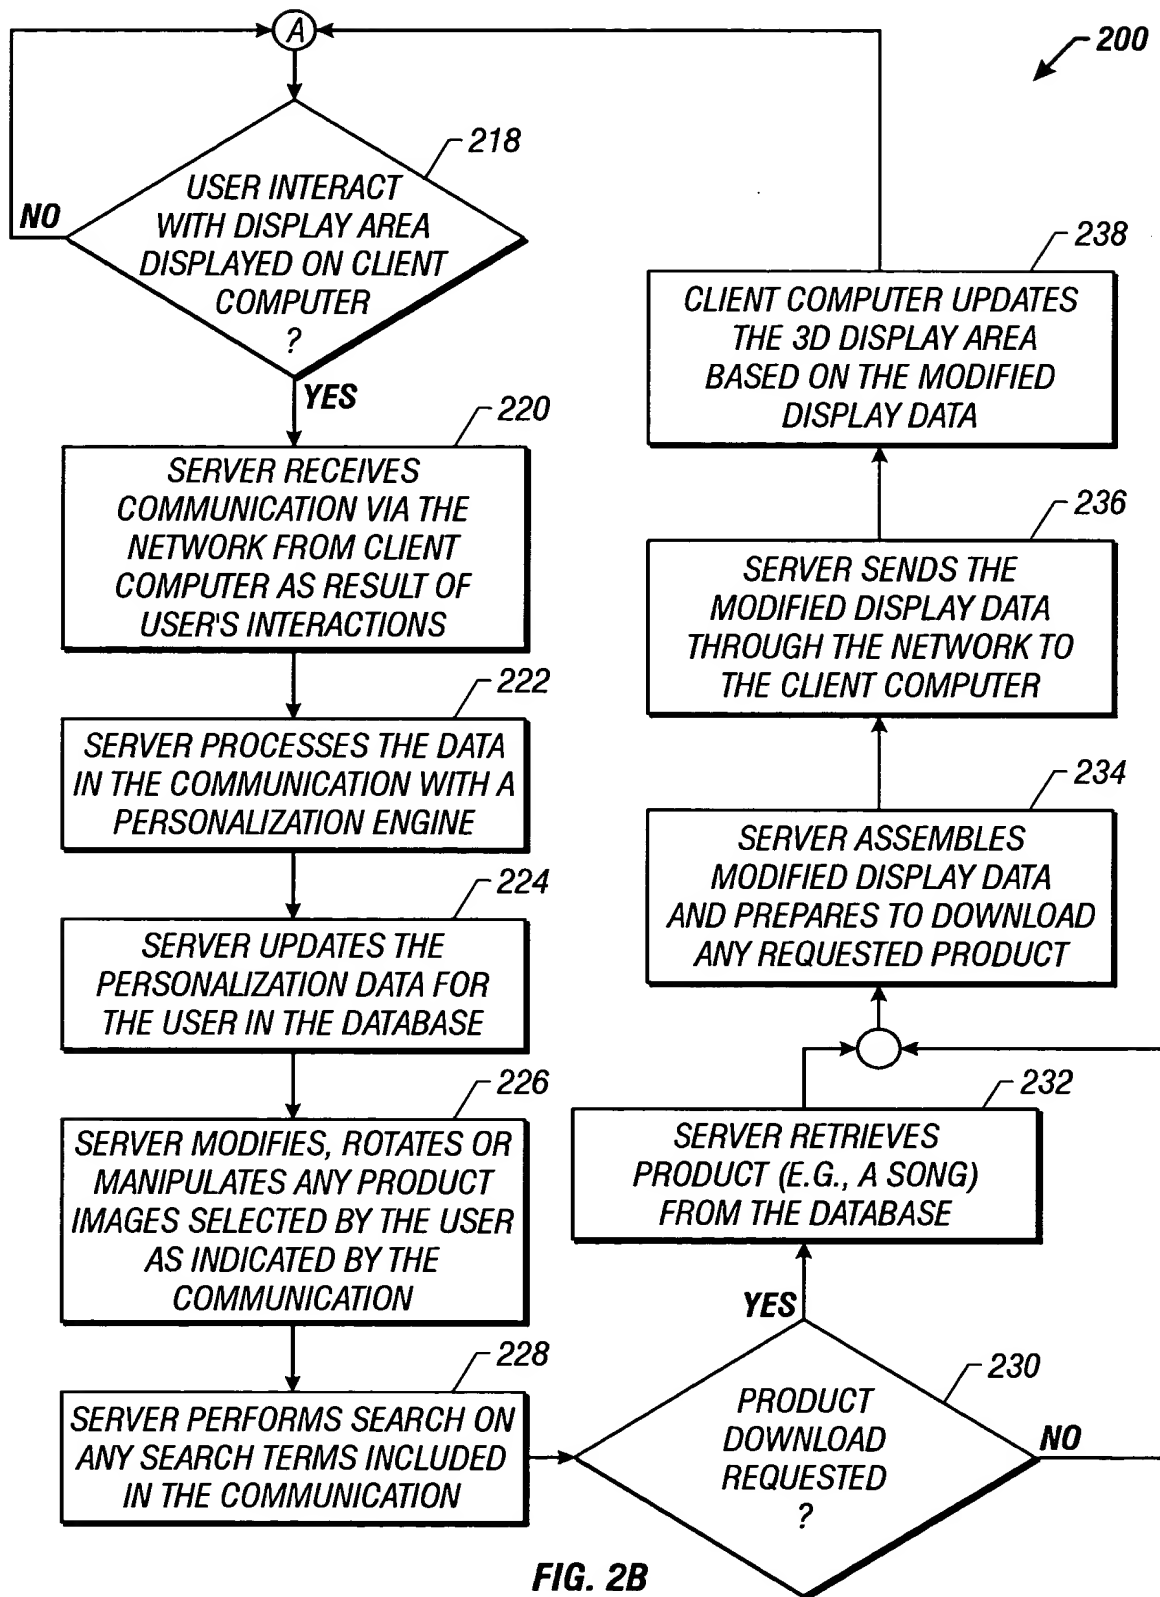 A
200
218
USER INTERACT
WITH DISPLAY AREA
DISPLAYED ON CLIENT
COMPUTER
?
NO
YES
220
SERVER RECEIVES
COMMUNICATION VIA THE
NETWORK FROM CLIENT
COMPUTER AS RESULT OF
USER'S INTERACTIONS
222
SERVER PROCESSES THE DATA
IN THE COMMUNICATION WITH A
PERSONALIZATION ENGINE
224
SERVER UPDATES THE
PERSONALIZATION DATA FOR
THE USER IN THE DATABASE
226
SERVER MODIFIES, ROTATES OR
MANIPULATES ANY PRODUCT
IMAGES SELECTED BY THE USER
AS INDICATED BY THE
COMMUNICATION
228
SERVER PERFORMS SEARCH ON
ANY SEARCH TERMS INCLUDED
IN THE COMMUNICATION
230
PRODUCT
DOWNLOAD
REQUESTED
?
YES
NO
232
SERVER RETRIEVES
PRODUCT (E.G., A SONG)
FROM THE DATABASE
234
SERVER ASSEMBLES
MODIFIED DISPLAY DATA
AND PREPARES TO DOWNLOAD
ANY REQUESTED PRODUCT
236
SERVER SENDS THE
MODIFIED DISPLAY DATA
THROUGH THE NETWORK TO
THE CLIENT COMPUTER
238
CLIENT COMPUTER UPDATES
THE 3D DISPLAY AREA
BASED ON THE MODIFIED
DISPLAY DATA
FIG. 2B